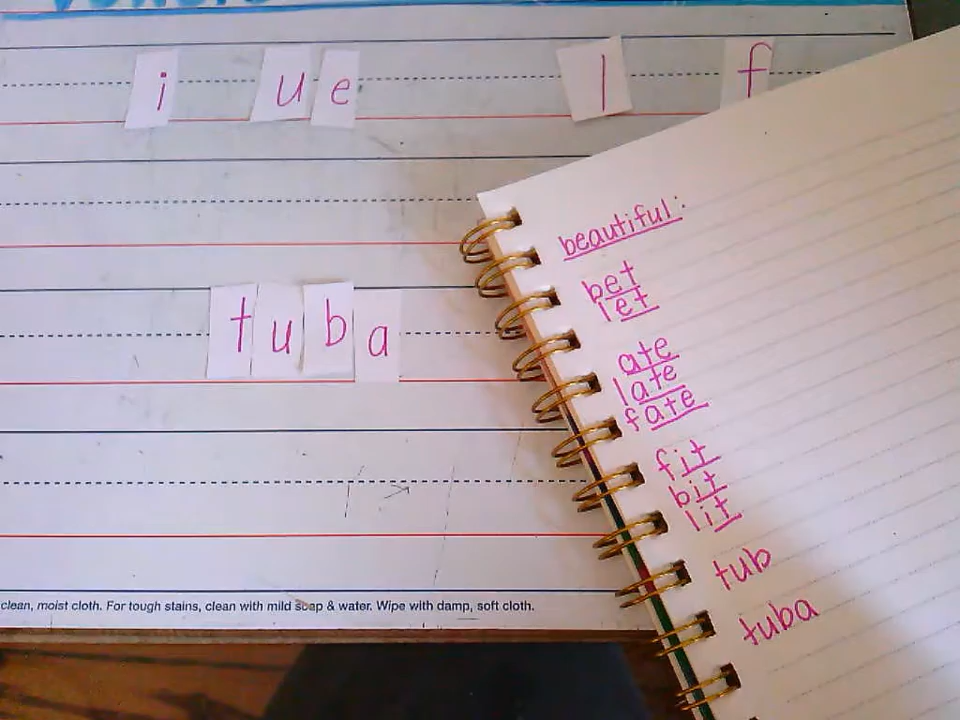 i ue l f
tuba
clean, moist cloth. For tough stains, clean with mild soap & water. Wipe with damp, soft cloth.
beautiful:
bet
let
ate
late
fate
fit
bit
lit
tub
tuba